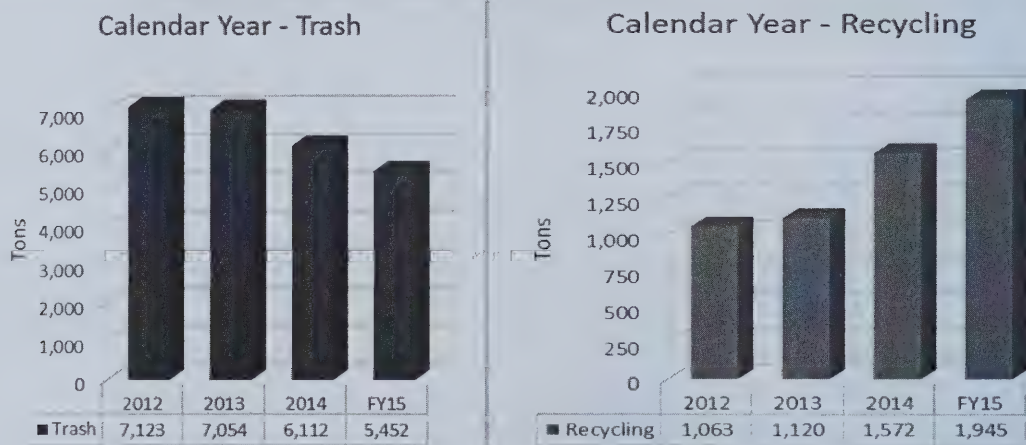 Calendar Year - Trash
7,000
6,000
5,000
4,000
3,000
2,000
1,000
0
Tons
2012 2013 2014 FY15
Trash 7,123 7,054 6,112 5,452
Calendar Year - Recycling
2,000
1,750
1,500
1,250
1,000
750
500
250
0
Tons
2012 2013 2014 FY15
Recycling 1,063 1,120 1,572 1,945